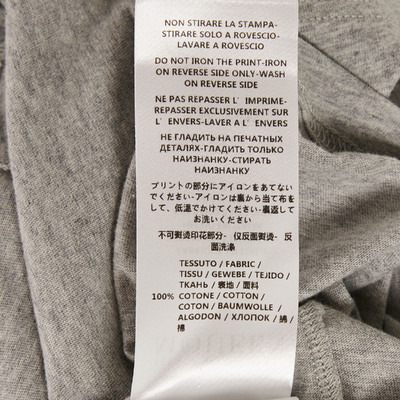 NON STIRARE LA STAMPA-
STIRARE SOLO A ROVESCIO-
LAVARE A ROVESCIO
DO NOT IRON THE PRINT-IRON
ON REVERSE SIDE ONLY-WASH
ON REVERSE SIDE
NE PAS REPASSER L' IMPRIME-
REPASSER EXCLUSIVEMENT SUR
L' ENVERS-LAVER A L' ENVERS
НЕ ГЛАДИТЬ НА ПЕЧАТНЫХ
ДЕТАЛЯХ-ГЛАДИТЬ ТОЛЬКО
НАИЗНАНКУ-СТИРАТЬ
НАИЗНАНКУ
プリントの部分にアイロンをあてない
でください-アイロンは裏から当て布を
して、低温でかけてください-裏返して
お洗いください
不可熨烫印花部分- 仅反面熨烫- 反
面洗涤
TESSUTO / FABRIC /
TISSU / GEWEBE / TEJIDO /
ТКАНЬ / 表地 / 面料
100% COTONE / COTTON /
COTON / BAUMWOLLE /
ALGODON / ХЛОПОК / 綿 /
棉